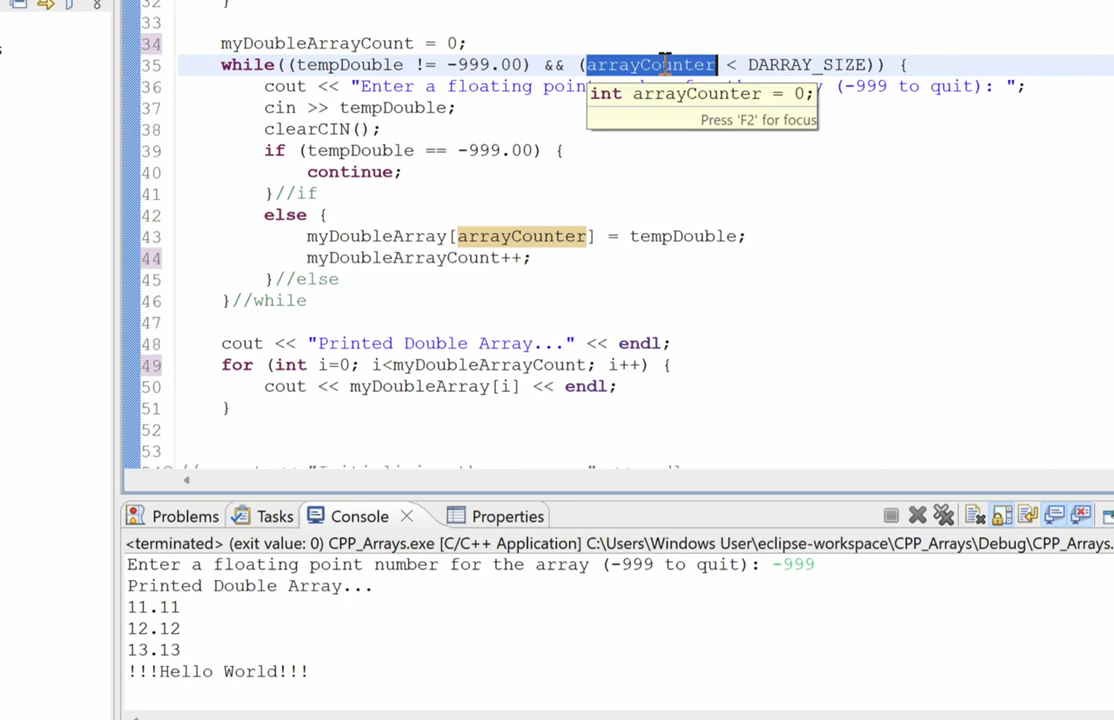 32 }
33
34 myDoubleArrayCount = 0;
35 while((tempDouble != -999.00) && (arrayCounter < DARRAY_SIZE)) {
36 cout << "Enter a floating poin (-999 to quit): ";
int arrayCounter = 0;
Press 'F2' for focus
37 cin >> tempDouble;
38 clearCIN();
39 if (tempDouble == -999.00) {
40 continue;
41 }//if
42 else {
43 myDoubleArray[arrayCounter] = tempDouble;
44 myDoubleArrayCount++;
45 }//else
46 }//while
47
48 cout << "Printed Double Array..." << endl;
49 for (int i=0; i<myDoubleArrayCount; i++) {
50 cout << myDoubleArray[i] << endl;
51 }
52
53
Problems Tasks Console Properties
<terminated> (exit value: 0) CPP_Arrays.exe [C/C++ Application] C:\Users\Windows User\eclipse-workspace\CPP_Arrays\Debug\CPP_Arrays.
Enter a floating point number for the array (-999 to quit): -999
Printed Double Array...
11.11
12.12
13.13
!!!Hello World!!!